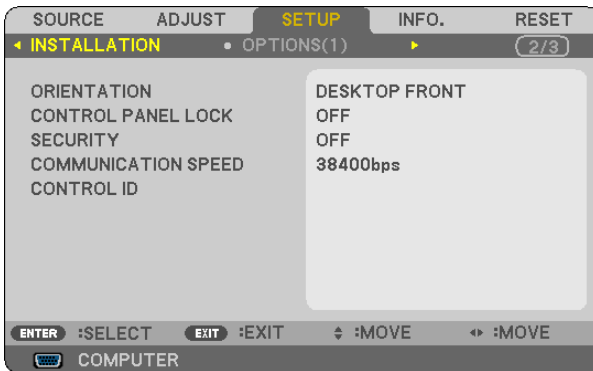 SOURCE ADJUST SETUP INFO. RESET
INSTALLATION OPTIONS(1) 2/3
ORIENTATION DESKTOP FRONT
CONTROL PANEL LOCK OFF
SECURITY OFF
COMMUNICATION SPEED 38400bps
CONTROL ID
ENTER :SELECT EXIT :EXIT :MOVE :MOVE
COMPUTER